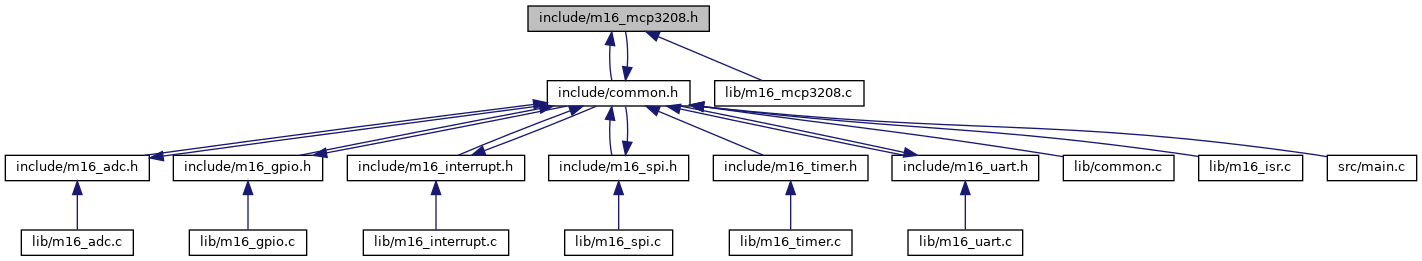 include/m16_mcp3208.h
include/common.h
lib/m16_mcp3208.c
include/m16_adc.h
include/m16_gpio.h
include/m16_interrupt.h
include/m16_spi.h
include/m16_timer.h
include/m16_uart.h
lib/common.c
lib/m16_isr.c
src/main.c
lib/m16_adc.c
lib/m16_gpio.c
lib/m16_interrupt.c
lib/m16_spi.c
lib/m16_timer.c
lib/m16_uart.c